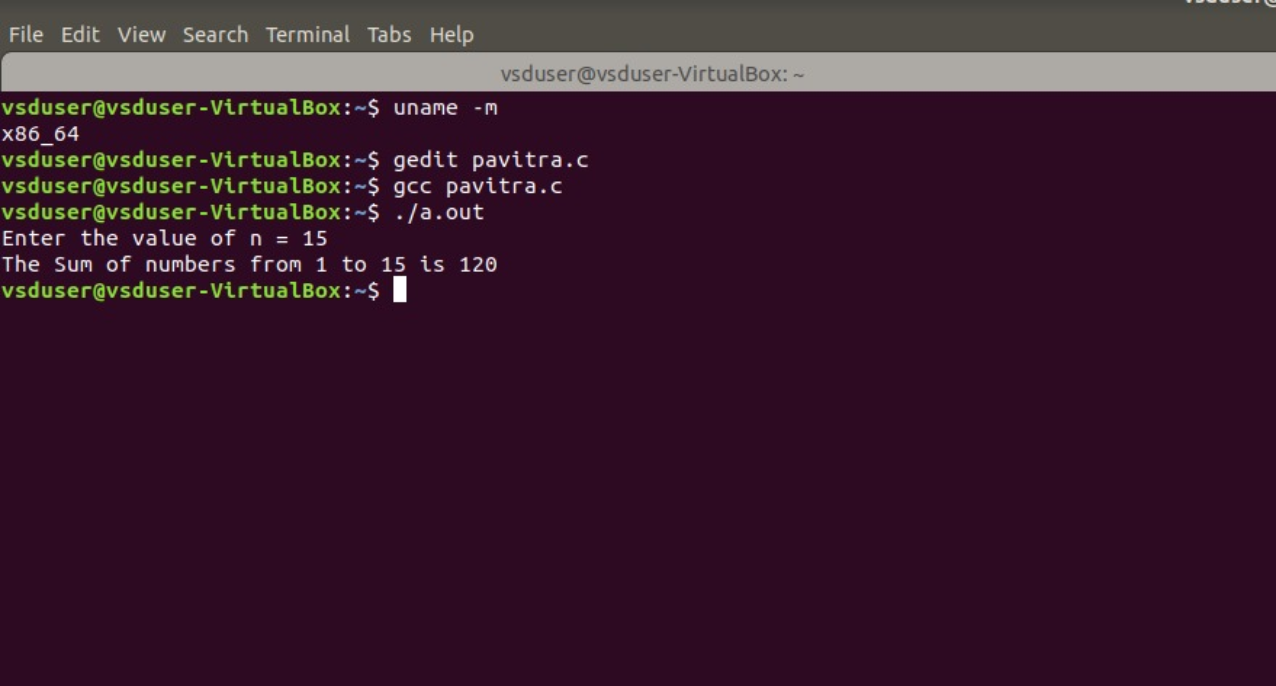 File Edit View Search Terminal Tabs Help
vsduser@vsduser-VirtualBox: ~
vsduser@vsduser-VirtualBox:~$ uname -m
x86_64
vsduser@vsduser-VirtualBox:~$ gedit pavitra.c
vsduser@vsduser-VirtualBox:~$ gcc pavitra.c
vsduser@vsduser-VirtualBox:~$ ./a.out
Enter the value of n = 15
The Sum of numbers from 1 to 15 is 120
vsduser@vsduser-VirtualBox:~$